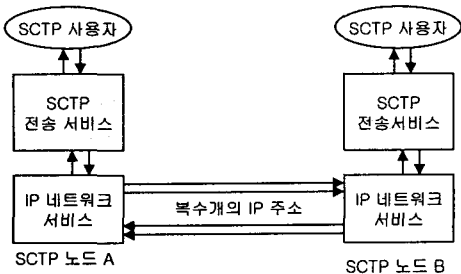 SCTP 사용자
SCTP 사용자
SCTP
전송 서비스
SCTP
전송서비스
IP 네트워크
서비스
복수개의 IP 주소
IP 네트워크
서비스
SCTP 노드 A
SCTP 노드 B